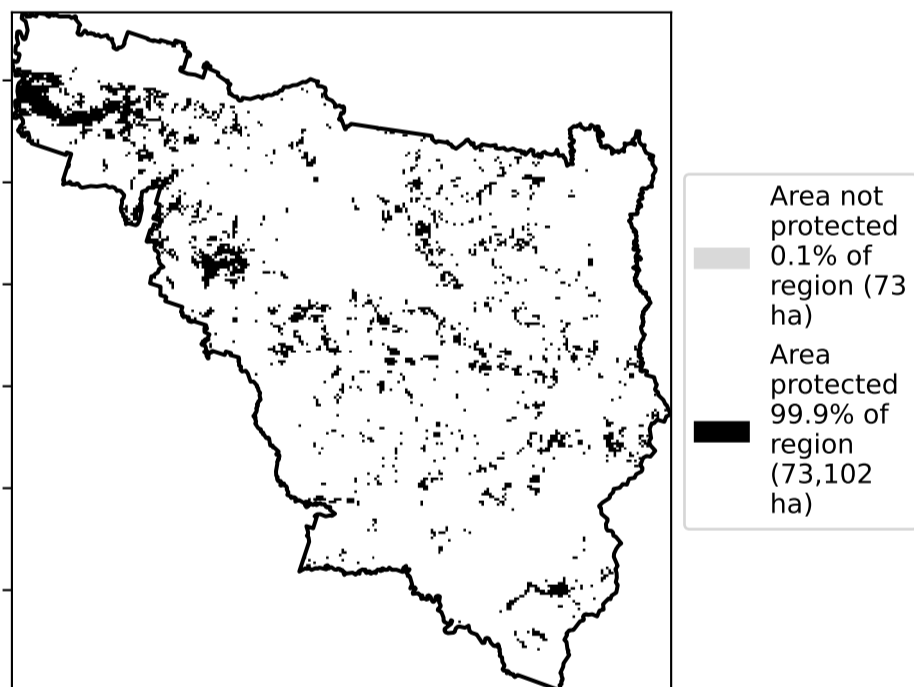 Area not
protected
0.1% of
region (73
ha)
Area
protected
99.9% of
region
(73,102
ha)